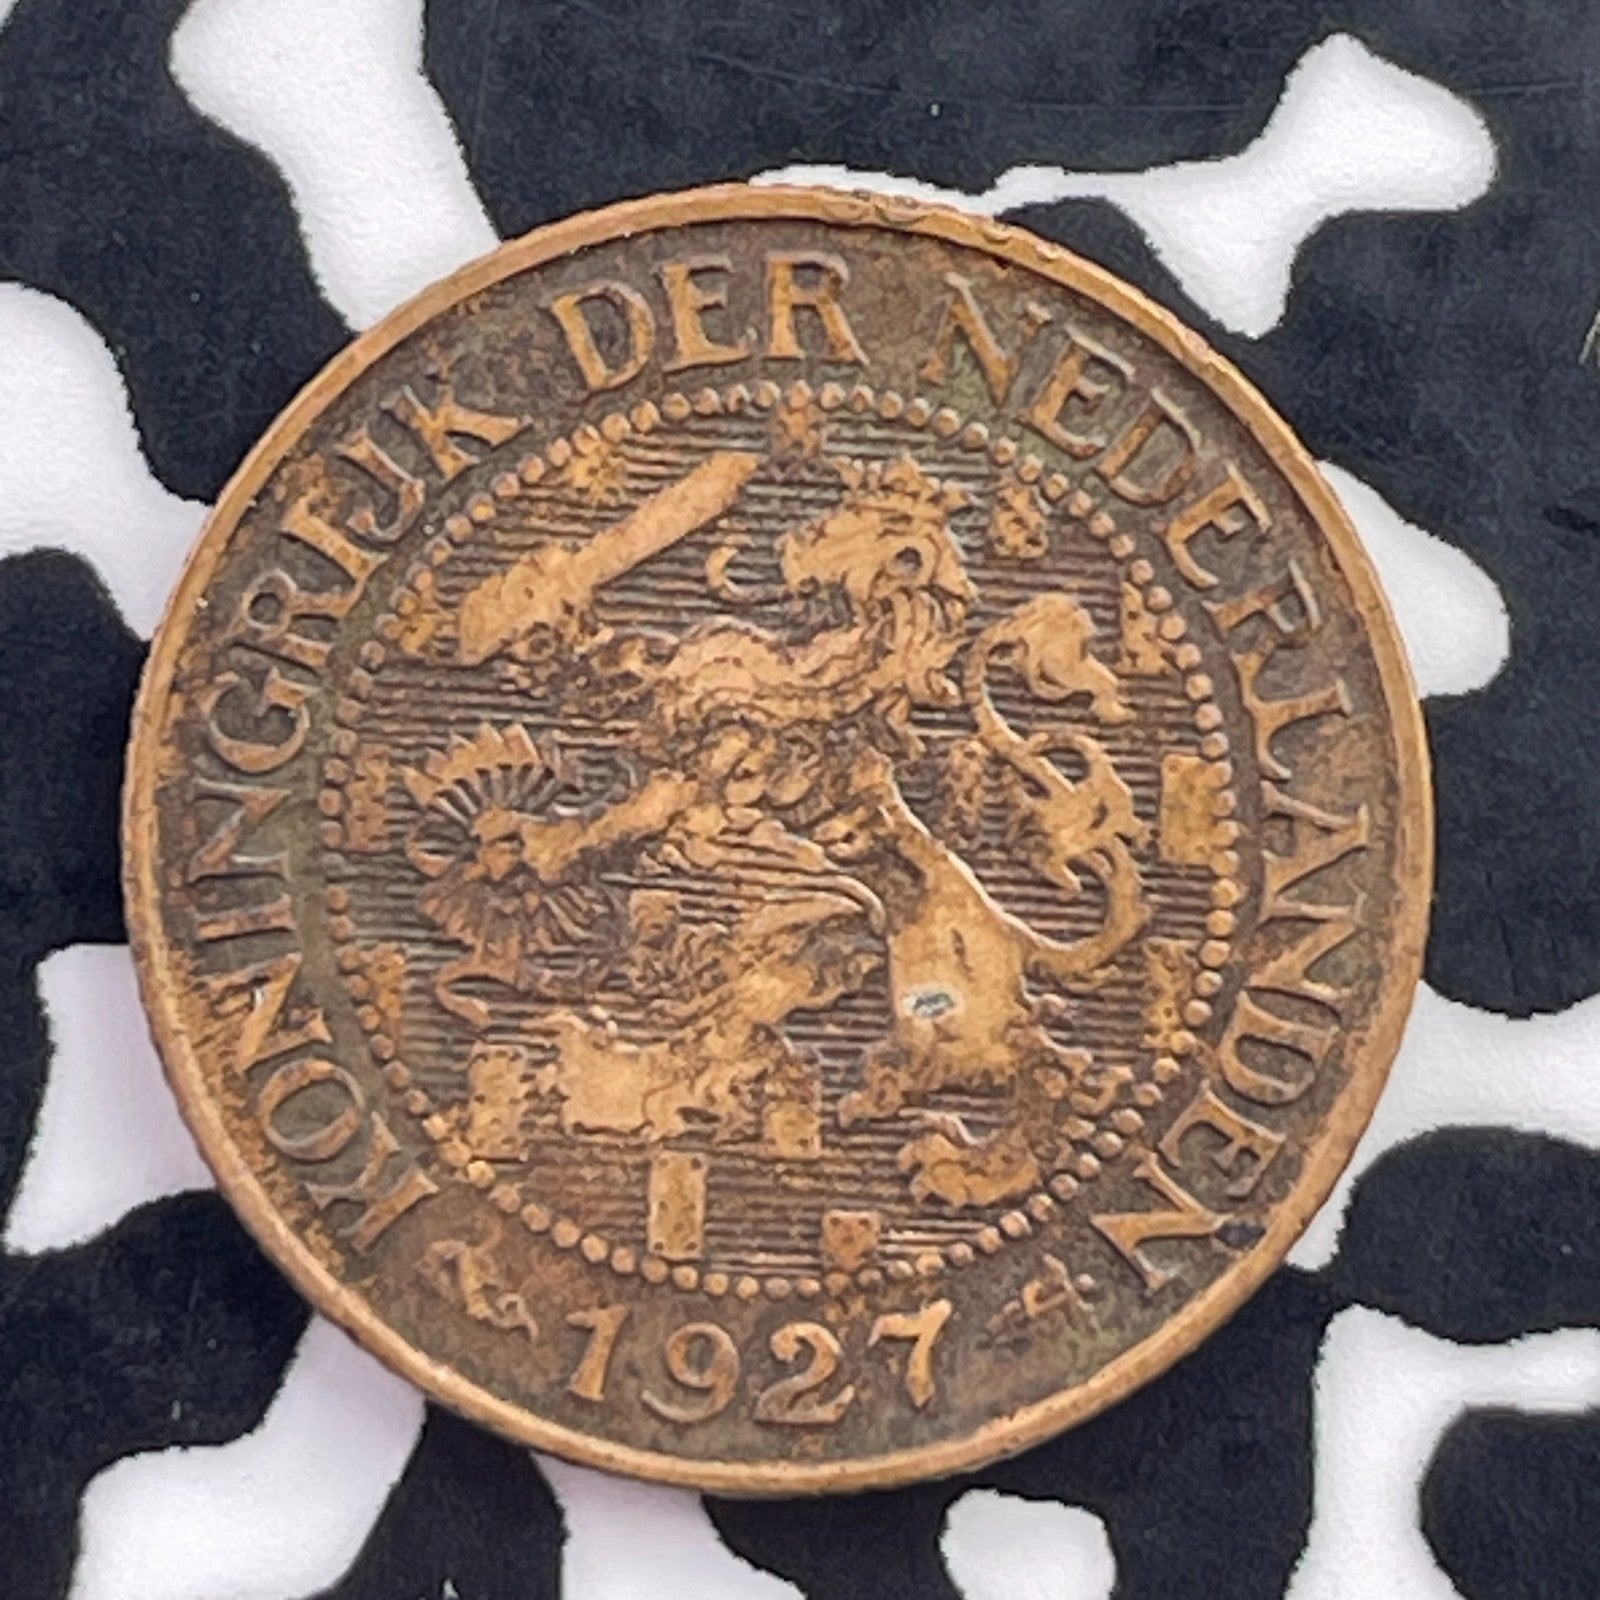 KONINGRIJK DER NEDERLANDEN
1927